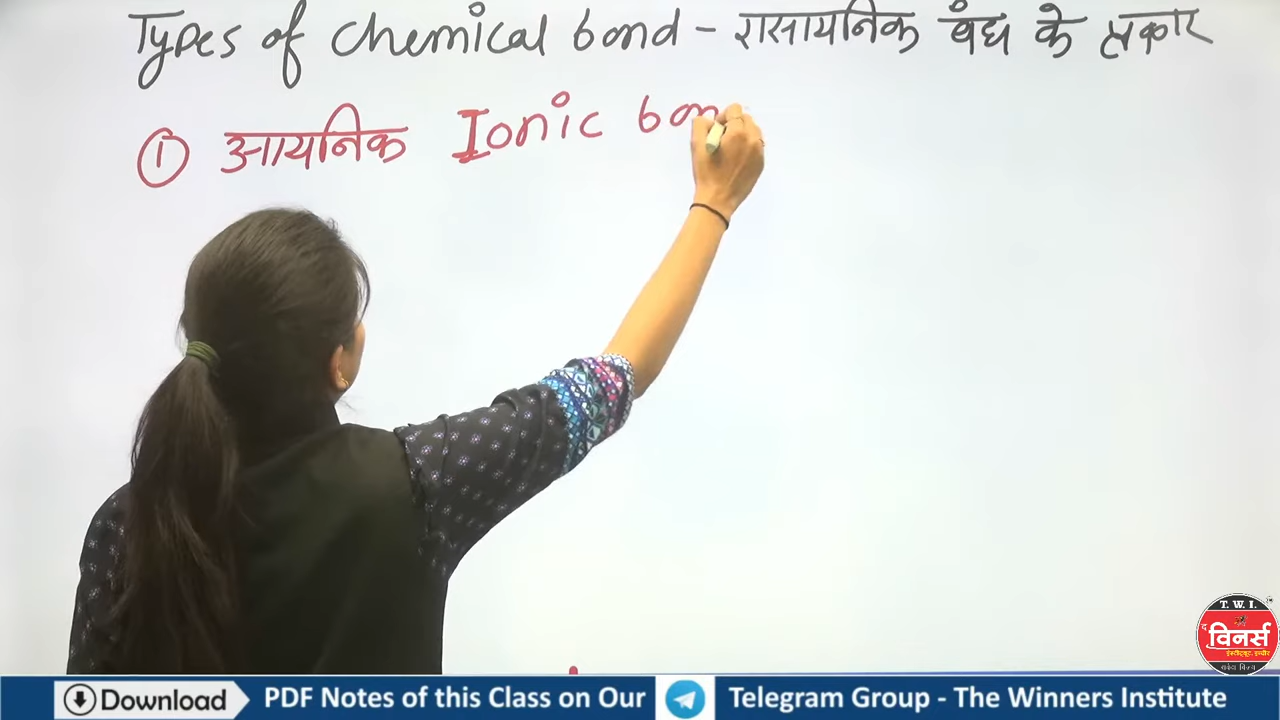 Types of chemical bond - रासायनिक बंध के प्रकार
① आयनिक Ionic bon
T. W. I.
द
विनर्स
इंस्टीट्यूट, इन्दौर
Download PDF Notes of this Class on Our Telegram Group - The Winners Institute